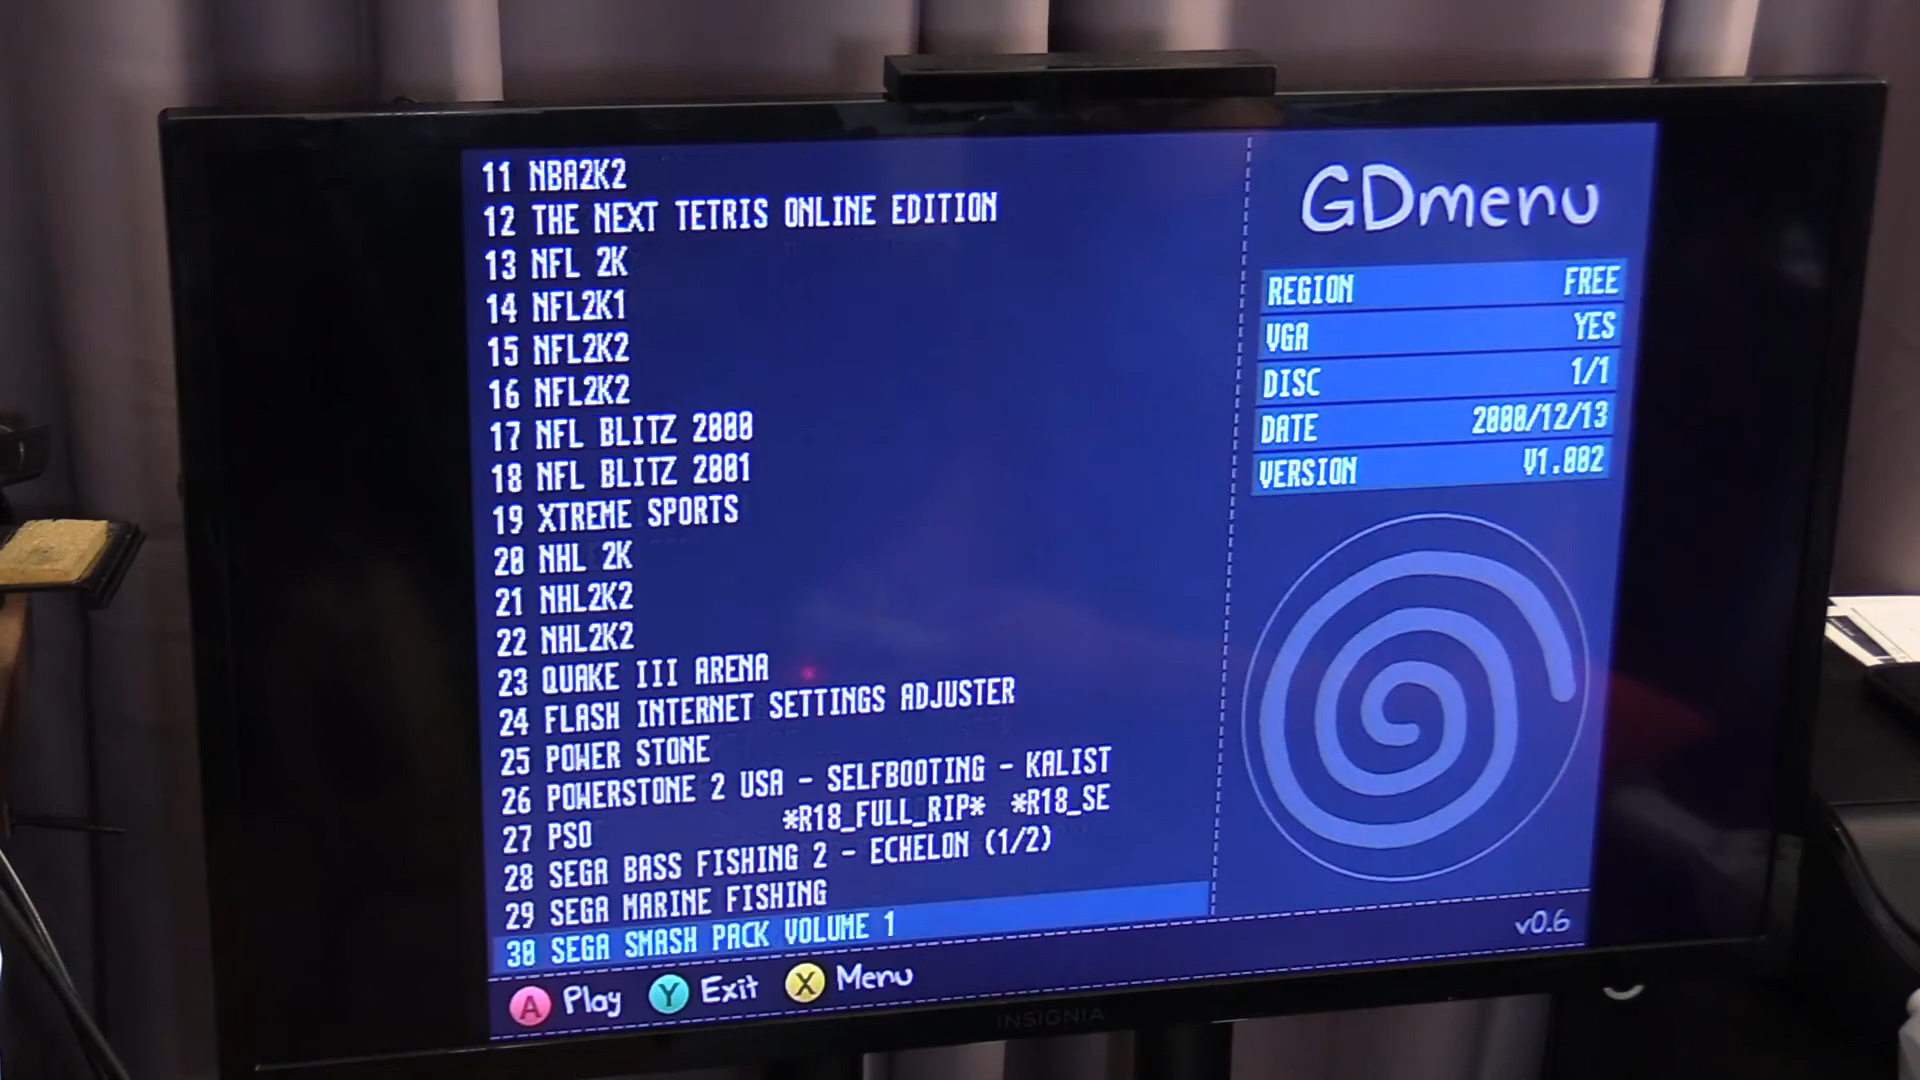 11 NBA2K2
12 THE NEXT TETRIS ONLINE EDITION
13 NFL 2K
14 NFL2K1
15 NFL2K2
16 NFL2K2
17 NFL BLITZ 2000
18 NFL BLITZ 2001
19 XTREME SPORTS
20 NHL 2K
21 NHL2K2
22 NHL2K2
23 QUAKE III ARENA
24 FLASH INTERNET SETTINGS ADJUSTER
25 POWER STONE
26 POWERSTONE 2 USA - SELFBOOTING - KALIST
27 PSO *R18_FULL_RIP* *R18_SE
28 SEGA BASS FISHING 2 - ECHELON (1/2)
29 SEGA MARINE FISHING
30 SEGA SMASH PACK VOLUME 1
A Play Y Exit X Menu
GDmenu
REGION FREE
VGA YES
DISC 1/1
DATE 2000/12/13
VERSION V1.002
v0.6
INSIGNIA